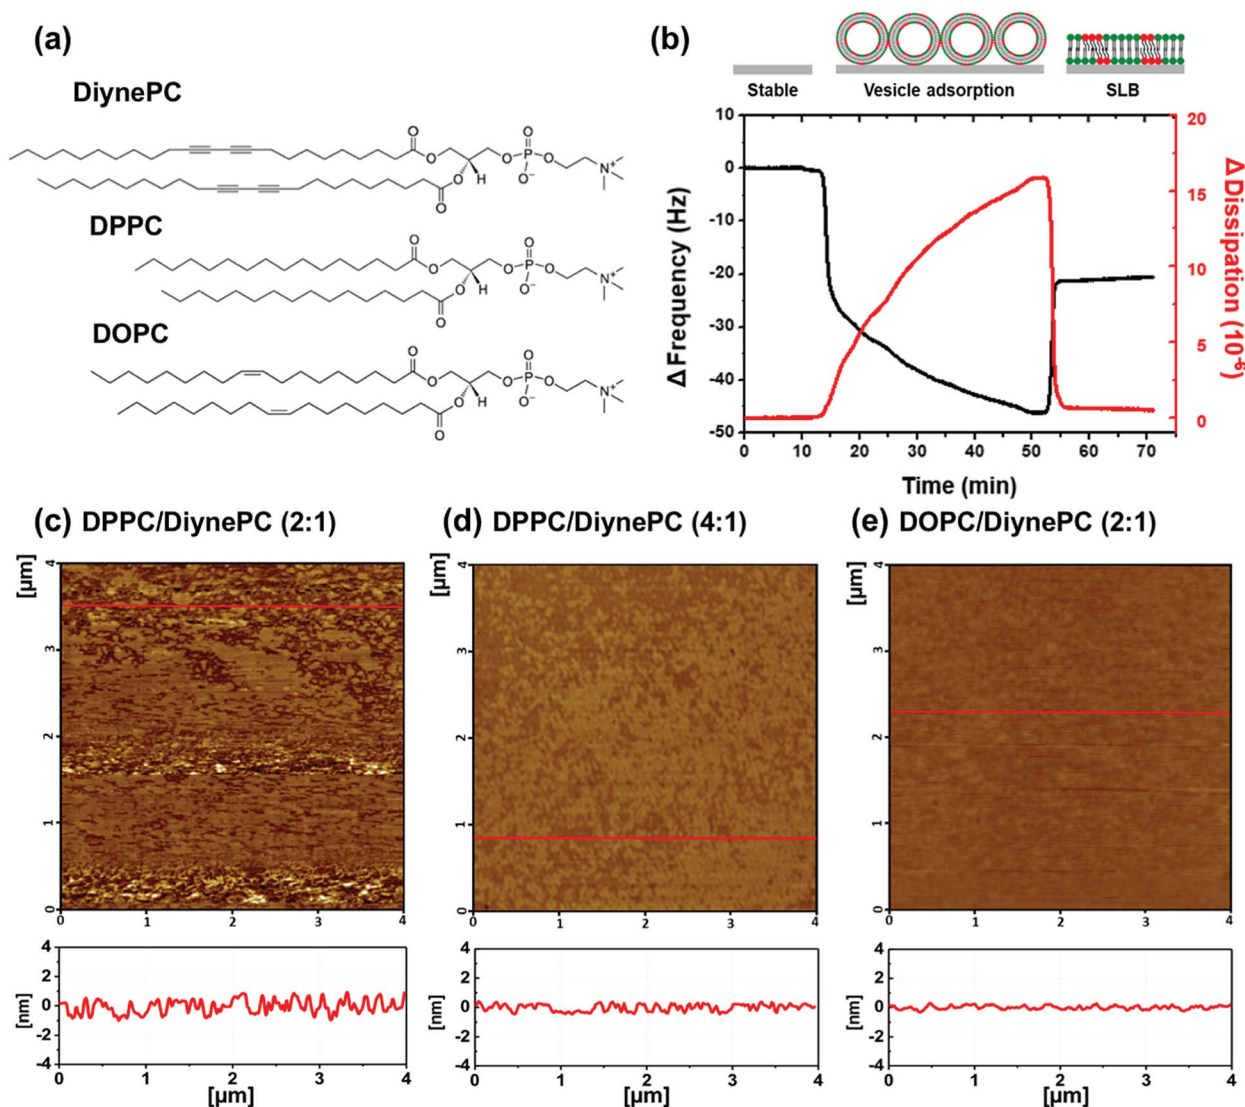 (a)
DiynePC
O
O
O
O
P
O
O
O-
N+
H
O
DPPC
O
O
O
O
P
O
O
O-
N+
H
O
DOPC
O
O
O
O
P
O
O
O-
N+
H
O
(b)
Stable
Vesicle adsorption
SLB
Δ Frequency (Hz)
10
0
-10
-20
-30
-40
-50
0
10
20
30
40
50
60
70
Time (min)
20
15
10
5
0
Δ Dissipation (10-6)
(c) DPPC/DiynePC (2:1)
[µm]
4
3
2
1
0
0
1
2
3
4
[nm]
4
2
0
-2
-4
0
1
2
3
4
[µm]
(d) DPPC/DiynePC (4:1)
[µm]
4
3
2
1
0
0
1
2
3
4
[nm]
4
2
0
-2
-4
0
1
2
3
4
[µm]
(e) DOPC/DiynePC (2:1)
[µm]
4
3
2
1
0
0
1
2
3
4
[nm]
4
2
0
-2
-4
0
1
2
3
4
[µm]